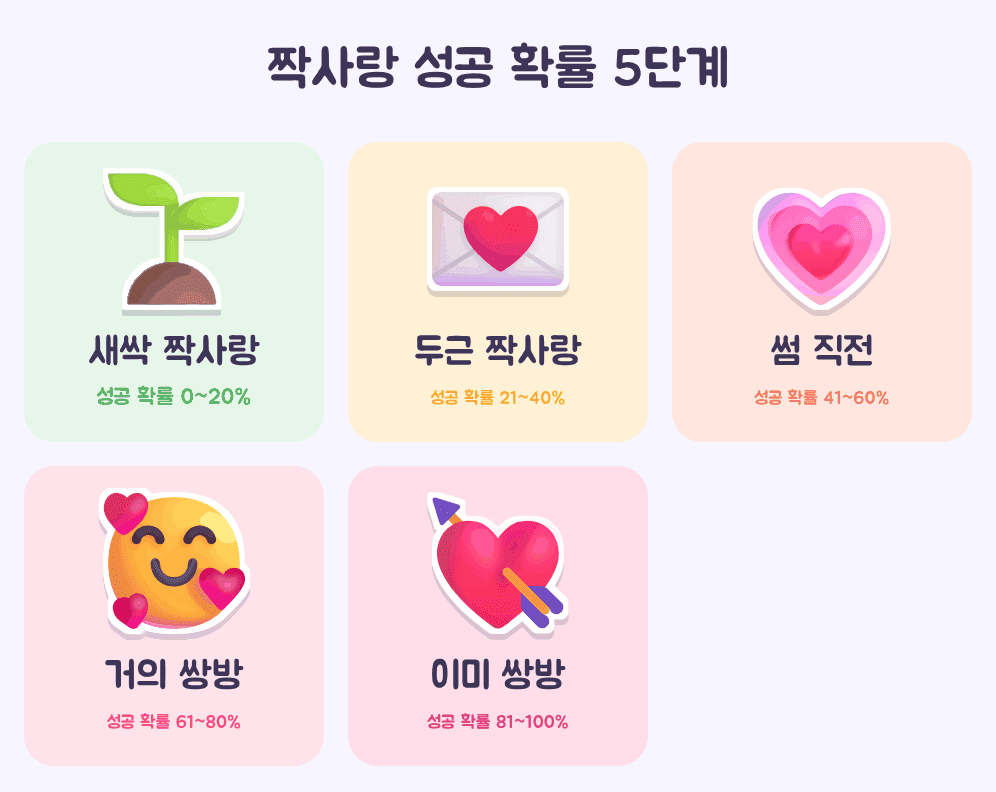 짝사랑 성공 확률 5단계
새싹 짝사랑
성공 확률 0~20%
두근 짝사랑
성공 확률 21~40%
썸 직전
성공 확률 41~60%
거의 쌍방
성공 확률 61~80%
이미 쌍방
성공 확률 81~100%